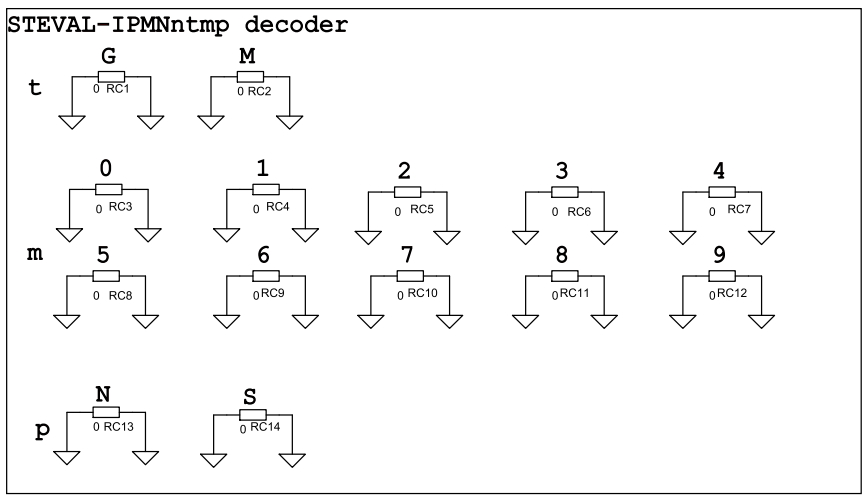 STEVAL-IPMNntmp decoder
G M
t
0 RC1 0 RC2
0 1 2 3 4
0 RC3 0 RC4 0 RC5 0 RC6 0 RC7
m
5 6 7 8 9
0 RC8 0 RC9 0 RC10 0 RC11 0 RC12
N S
p
0 RC13 0 RC14